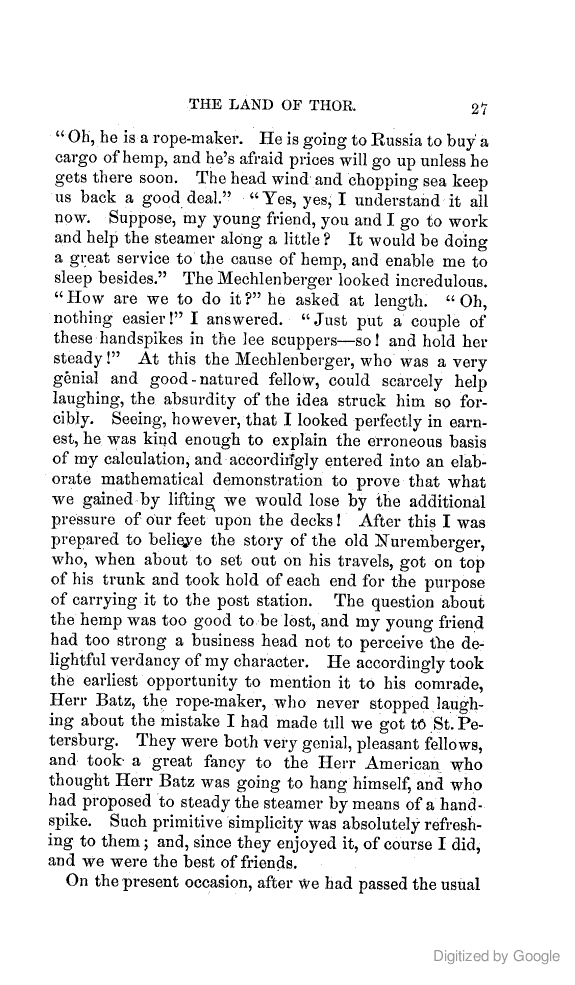 THE LAND OF THOR. 27
“Oh, he is a rope-maker. He is going to Russia to buy a
cargo of hemp, and he’s afraid prices will go up unless he
gets there soon. The head wind and chopping sea keep
us back a good deal.” “Yes, yes, I understand it all
now. Suppose, my young friend, you and I go to work
and help the steamer along a little? It would be doing
a great service to the cause of hemp, and enable me to
sleep besides.” The Mechlenberger looked incredulous.
“How are we to do it?” he asked at length. “Oh,
nothing easier!” I answered. “Just put a couple of
these handspikes in the lee scuppers—so! and hold her
steady!” At this the Mechlenberger, who was a very
genial and good-natured fellow, could scarcely help
laughing, the absurdity of the idea struck him so for-
cibly. Seeing, however, that I looked perfectly in earn-
est, he was kind enough to explain the erroneous basis
of my calculation, and accordingly entered into an elab-
orate mathematical demonstration to prove that what
we gained by lifting we would lose by the additional
pressure of our feet upon the decks! After this I was
prepared to believe the story of the old Nuremberger,
who, when about to set out on his travels, got on top
of his trunk and took hold of each end for the purpose
of carrying it to the post station. The question about
the hemp was too good to be lost, and my young friend
had too strong a business head not to perceive the de-
lightful verdancy of my character. He accordingly took
the earliest opportunity to mention it to his comrade,
Herr Batz, the rope-maker, who never stopped laugh-
ing about the mistake I had made till we got to St. Pe-
tersburg. They were both very genial, pleasant fellows,
and took a great fancy to the Herr American who
thought Herr Batz was going to hang himself, and who
had proposed to steady the steamer by means of a hand-
spike. Such primitive simplicity was absolutely refresh-
ing to them; and, since they enjoyed it, of course I did,
and we were the best of friends.
On the present occasion, after we had passed the usual
Digitized by Google